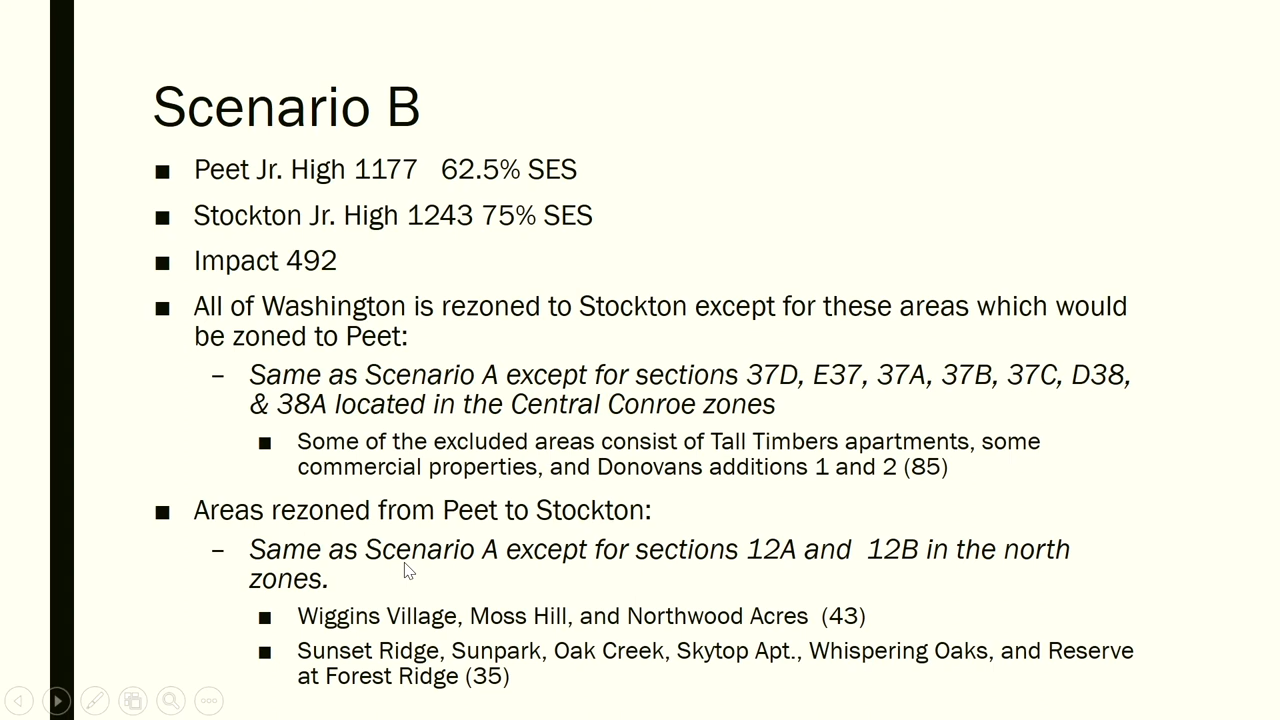 Scenario B
■ Peet Jr. High 1177 62.5% SES
■ Stockton Jr. High 1243 75% SES
■ Impact 492
■ All of Washington is rezoned to Stockton except for these areas which would
be zoned to Peet:
– Same as Scenario A except for sections 37D, E37, 37A, 37B, 37C, D38,
& 38A located in the Central Conroe zones
■ Some of the excluded areas consist of Tall Timbers apartments, some
commercial properties, and Donovans additions 1 and 2 (85)
■ Areas rezoned from Peet to Stockton:
– Same as Scenario A except for sections 12A and 12B in the north
zones.
■ Wiggins Village, Moss Hill, and Northwood Acres (43)
■ Sunset Ridge, Sunpark, Oak Creek, Skytop Apt., Whispering Oaks, and Reserve
at Forest Ridge (35)